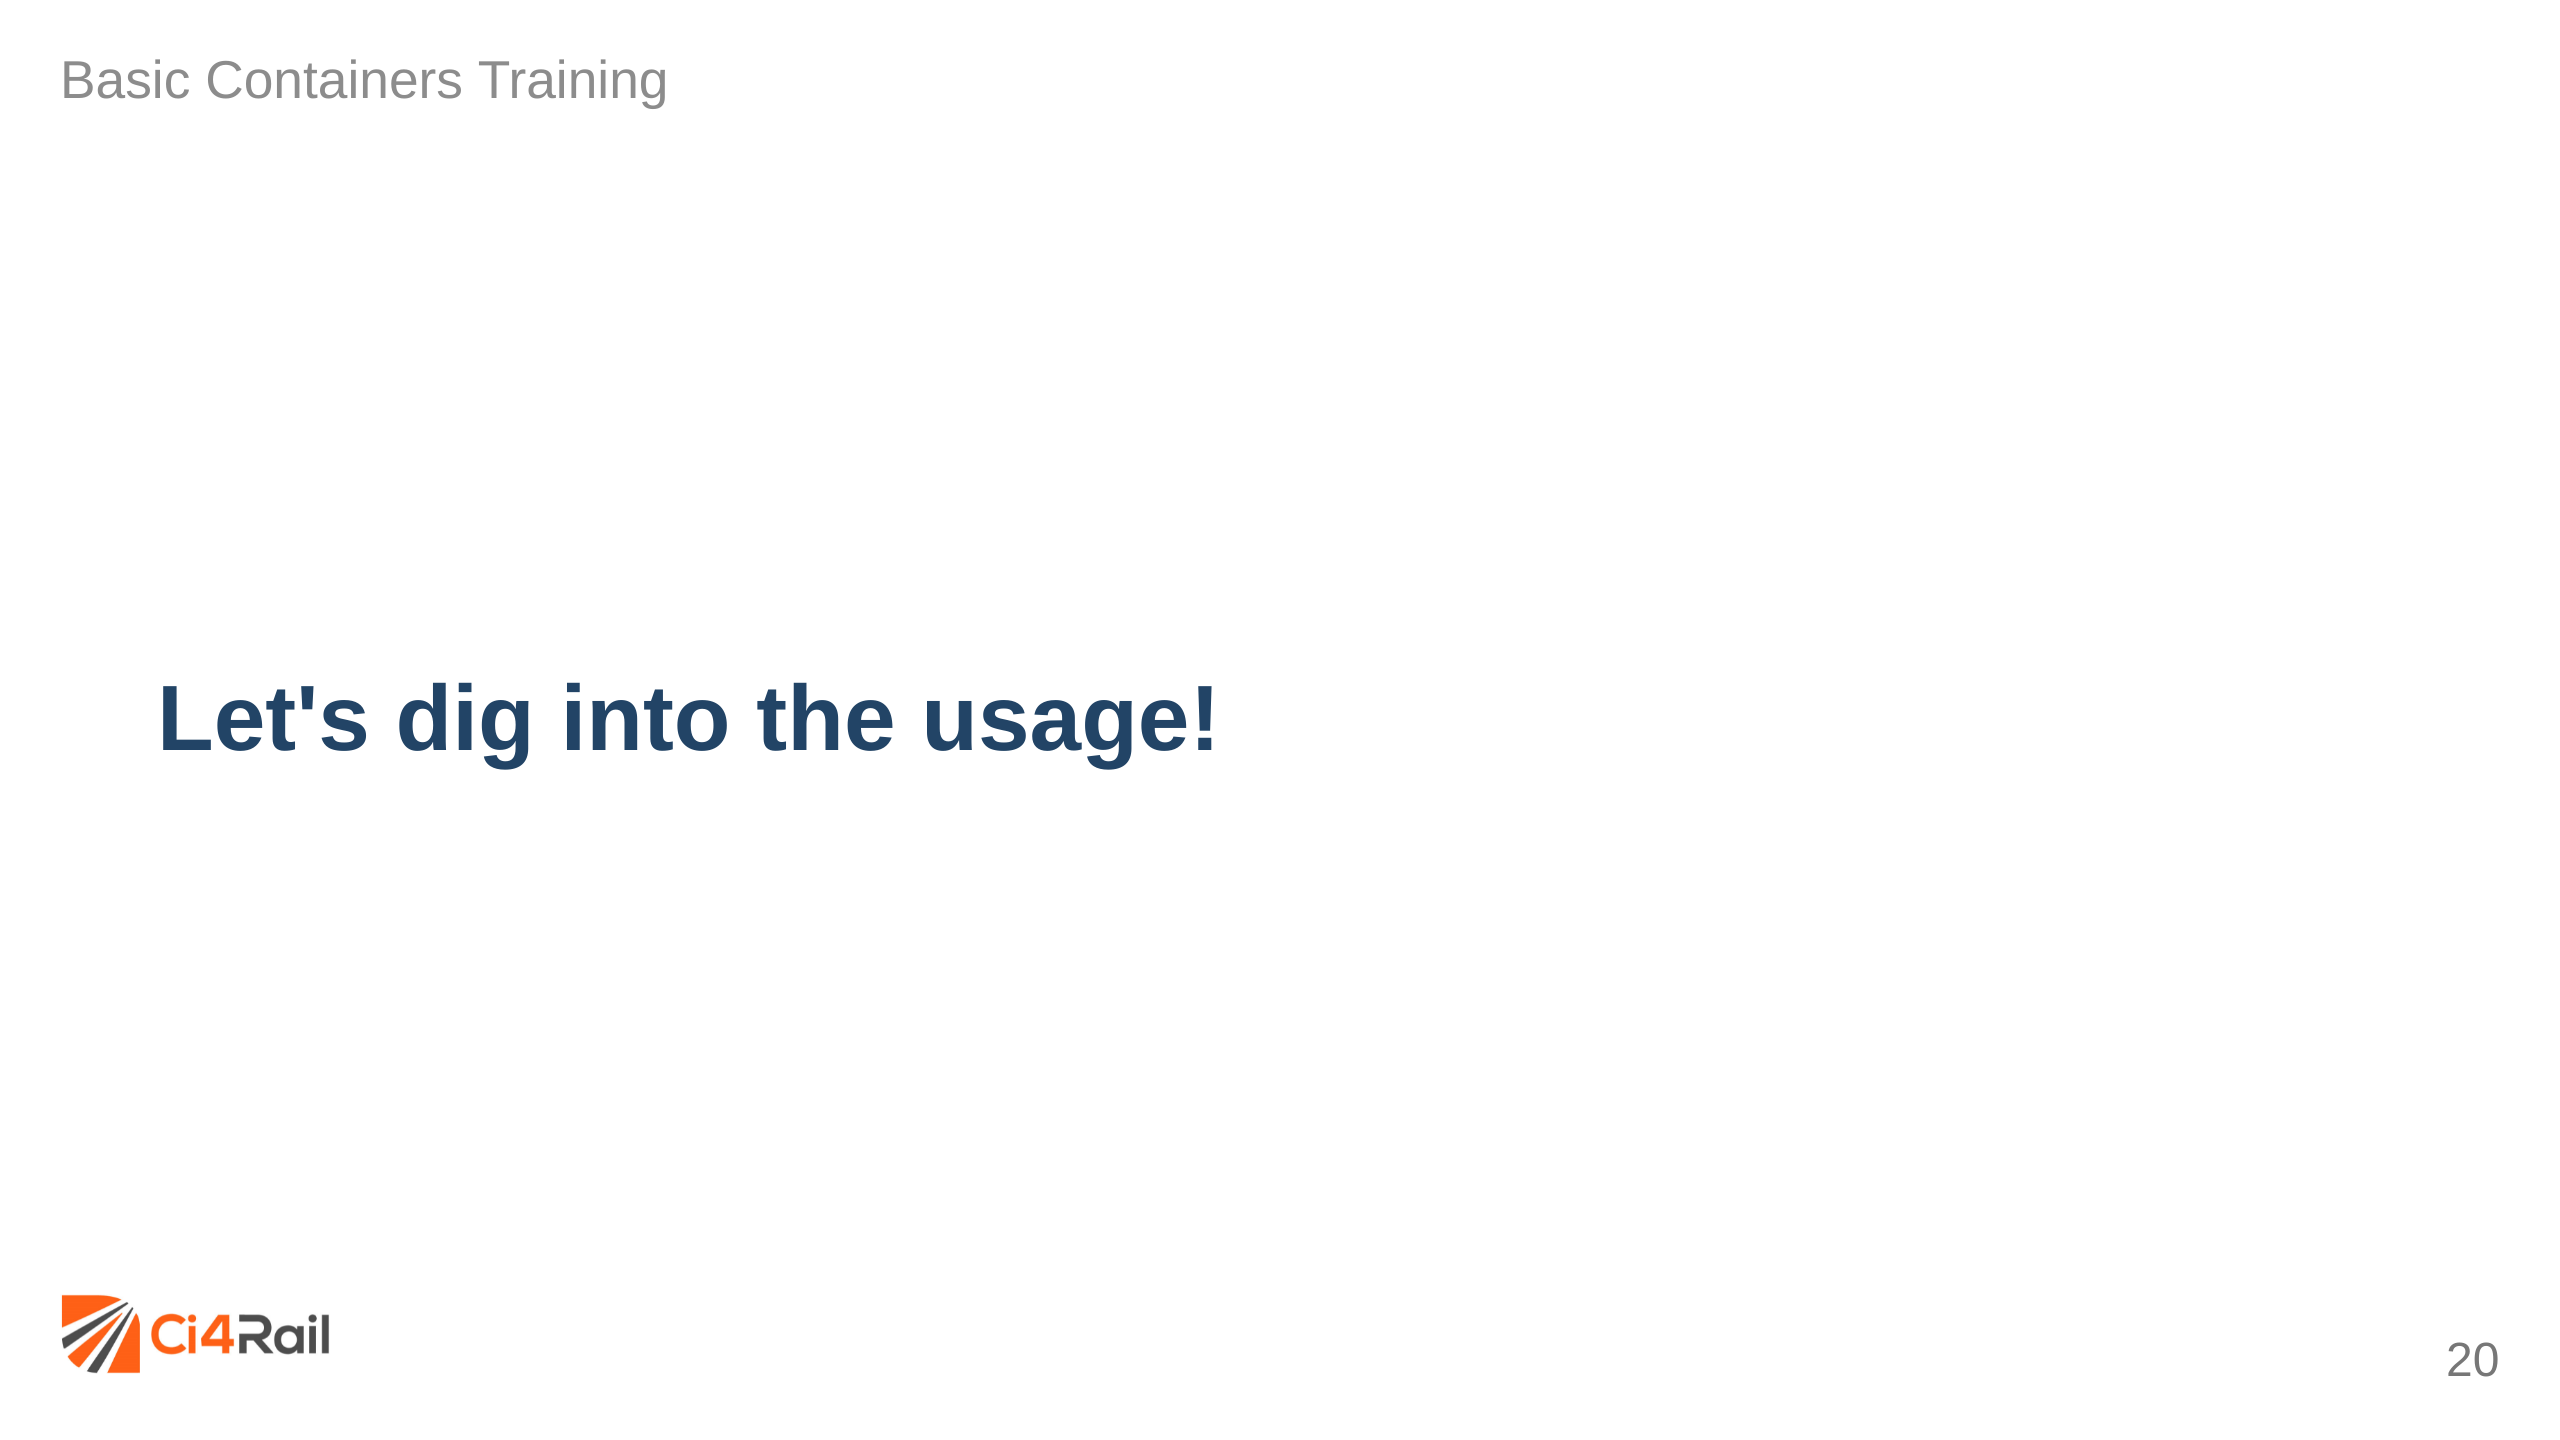 Basic Containers Training
Let's dig into the usage!
Ci4Rail
20